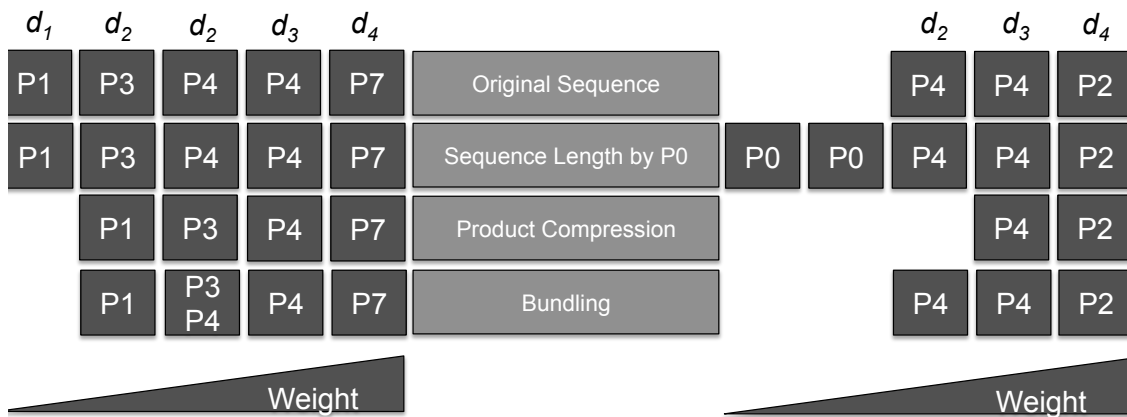 d1 d2 d2 d3 d4 d2 d3 d4
P1 P3 P4 P4 P7 Original Sequence P4 P4 P2
P1 P3 P4 P4 P7 Sequence Length by P0 P0 P0 P4 P4 P2
P1 P3 P4 P7 Product Compression P4 P2
P1 P3 P4 P4 P7 Bundling P4 P4 P2
Weight Weight